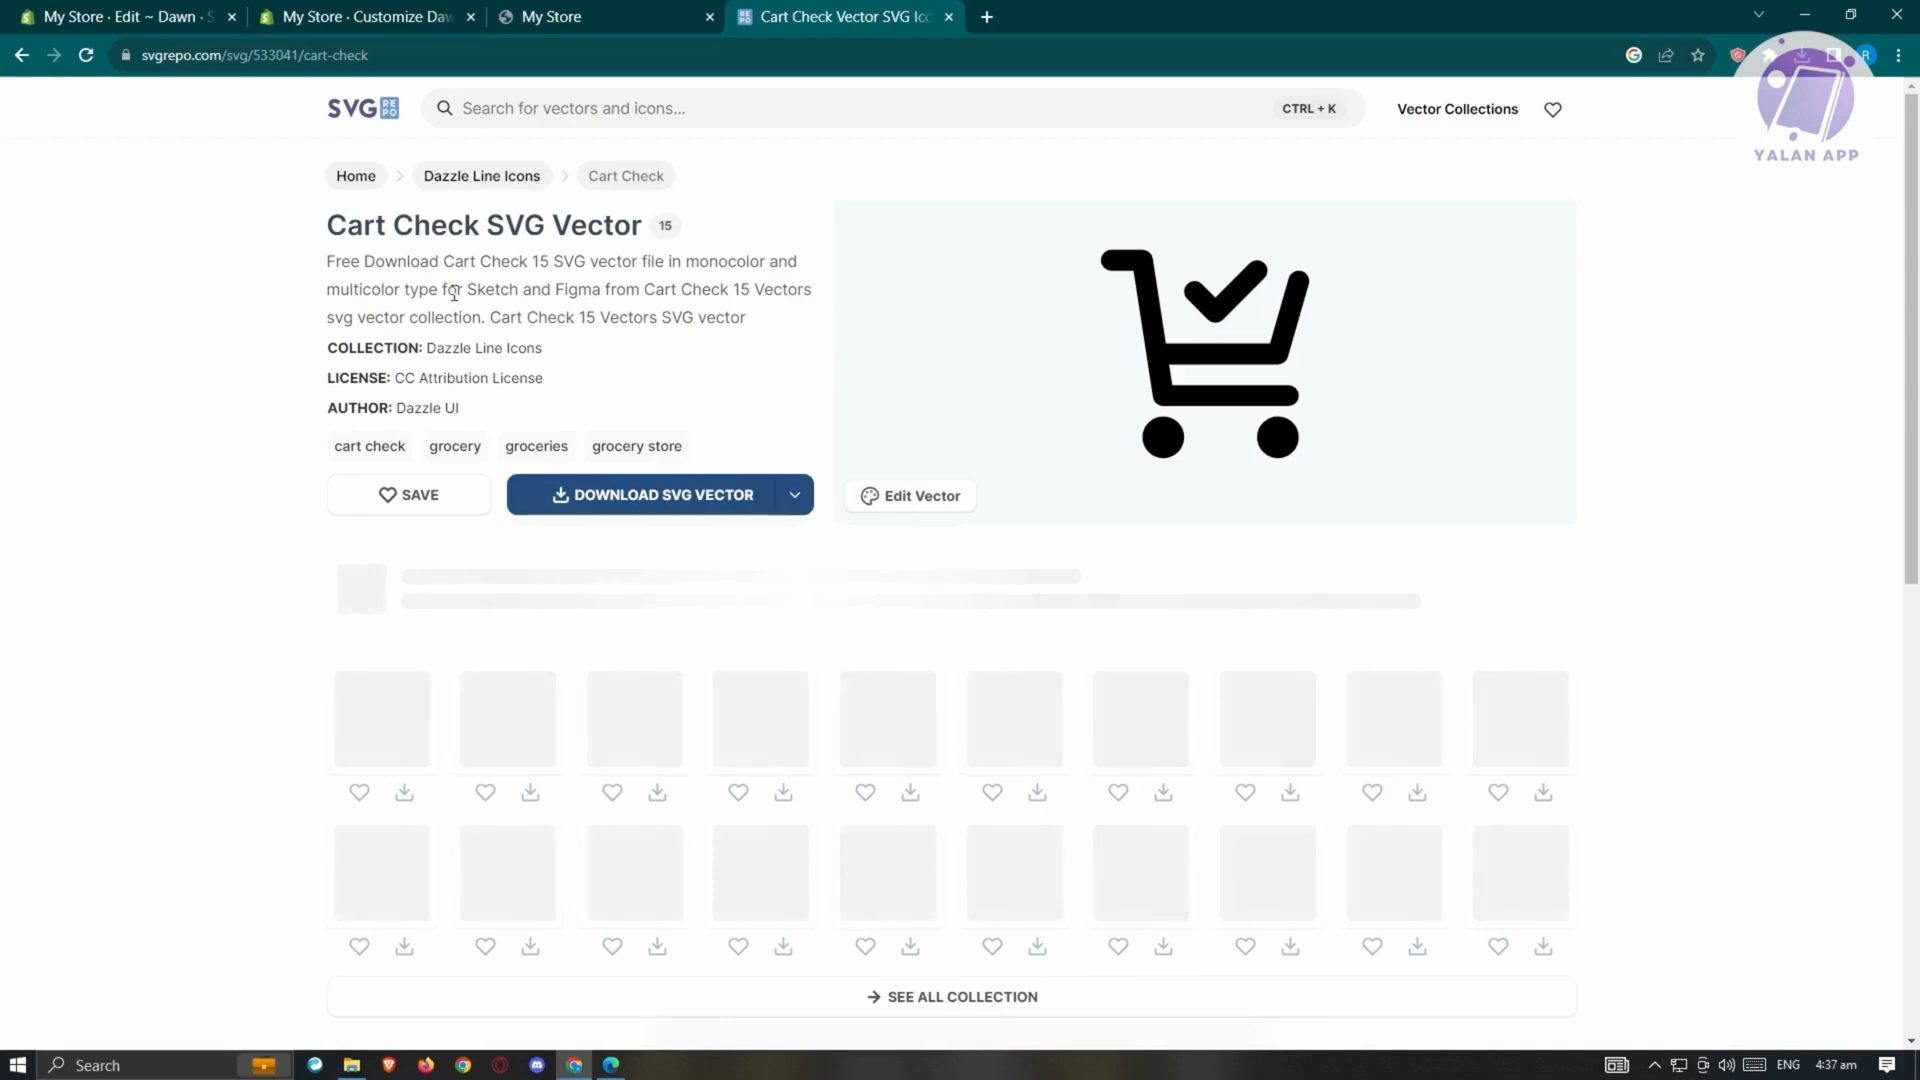 My Store · Edit ~ Dawn · S
My Store · Customize Daw
My Store
Cart Check Vector SVG Ico
svgrepo.com/svg/533041/cart-check
R
SVG REPO
Search for vectors and icons...
CTRL + K
Vector Collections
YALAN APP
Home
Dazzle Line Icons
Cart Check
Cart Check SVG Vector 15
Free Download Cart Check 15 SVG vector file in monocolor and
multicolor type for Sketch and Figma from Cart Check 15 Vectors
svg vector collection. Cart Check 15 Vectors SVG vector
COLLECTION: Dazzle Line Icons
LICENSE: CC Attribution License
AUTHOR: Dazzle UI
cart check
grocery
groceries
grocery store
SAVE
DOWNLOAD SVG VECTOR
Edit Vector
SEE ALL COLLECTION
Search
ENG
4:37 am